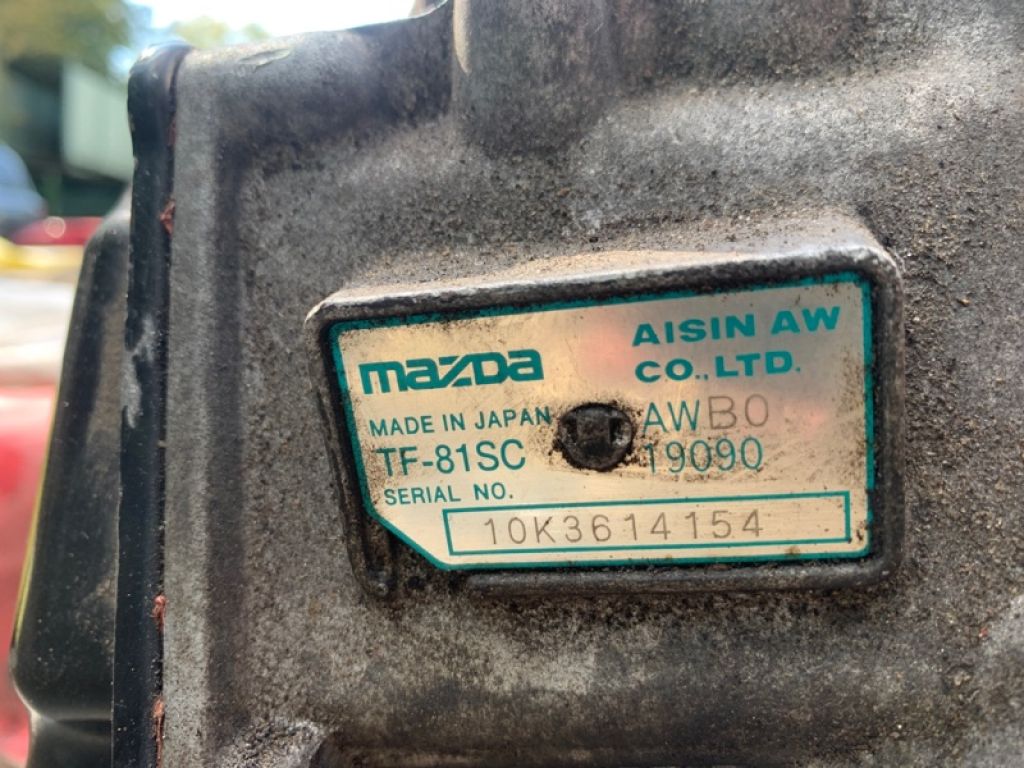 mazda
AISIN AW
CO.,LTD.
MADE IN JAPAN
AWB0
TF-81SC
19090
SERIAL NO.
10K3614154